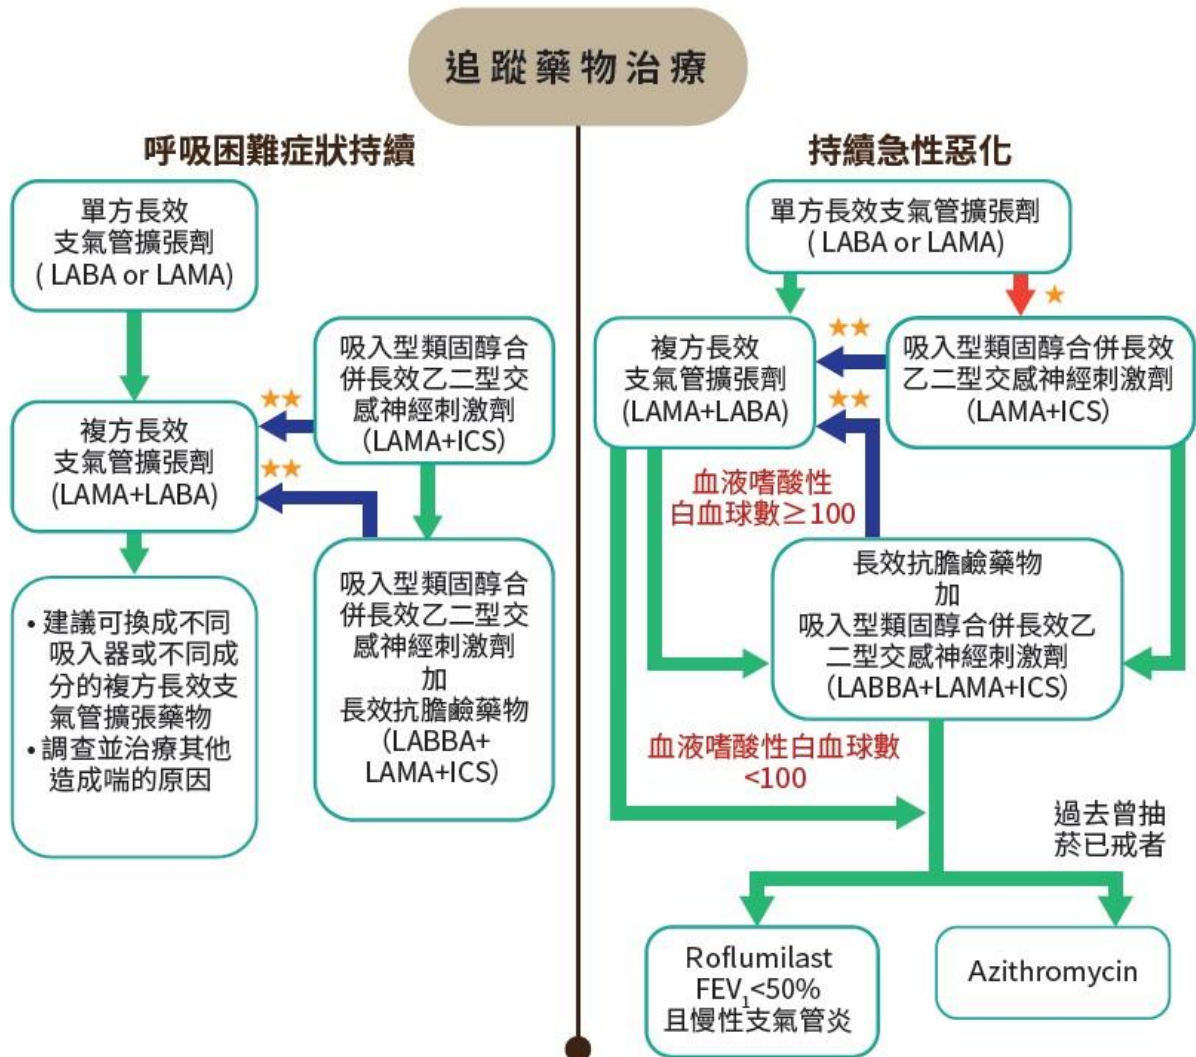 追蹤藥物治療
呼吸困難症狀持續
單方長效
支氣管擴張劑
( LABA or LAMA)
吸入型類固醇合
併長效乙二型交
感神經刺激劑
（LAMA+ICS）
★★
複方長效
支氣管擴張劑
(LAMA+LABA)
★★
• 建議可換成不同
吸入器或不同成
分的複方長效支
氣管擴張藥物
• 調查並治療其他
造成喘的原因
吸入型類固醇合
併長效乙二型交
感神經刺激劑
加
長效抗膽鹼藥物
（LABBA+
LAMA+ICS）
持續急性惡化
單方長效支氣管擴張劑
( LABA or LAMA)
★
複方長效
支氣管擴張劑
(LAMA+LABA)
★★
★★
吸入型類固醇合併長效
乙二型交感神經刺激劑
（LAMA+ICS）
血液嗜酸性
白血球數≥100
長效抗膽鹼藥物
加
吸入型類固醇合併長效乙
二型交感神經刺激劑
（LABBA+LAMA+ICS）
血液嗜酸性白血球數
<100
過去曾抽
菸已戒者
Roflumilast
FEV₁<50%
且慢性支氣管炎
Azithromycin